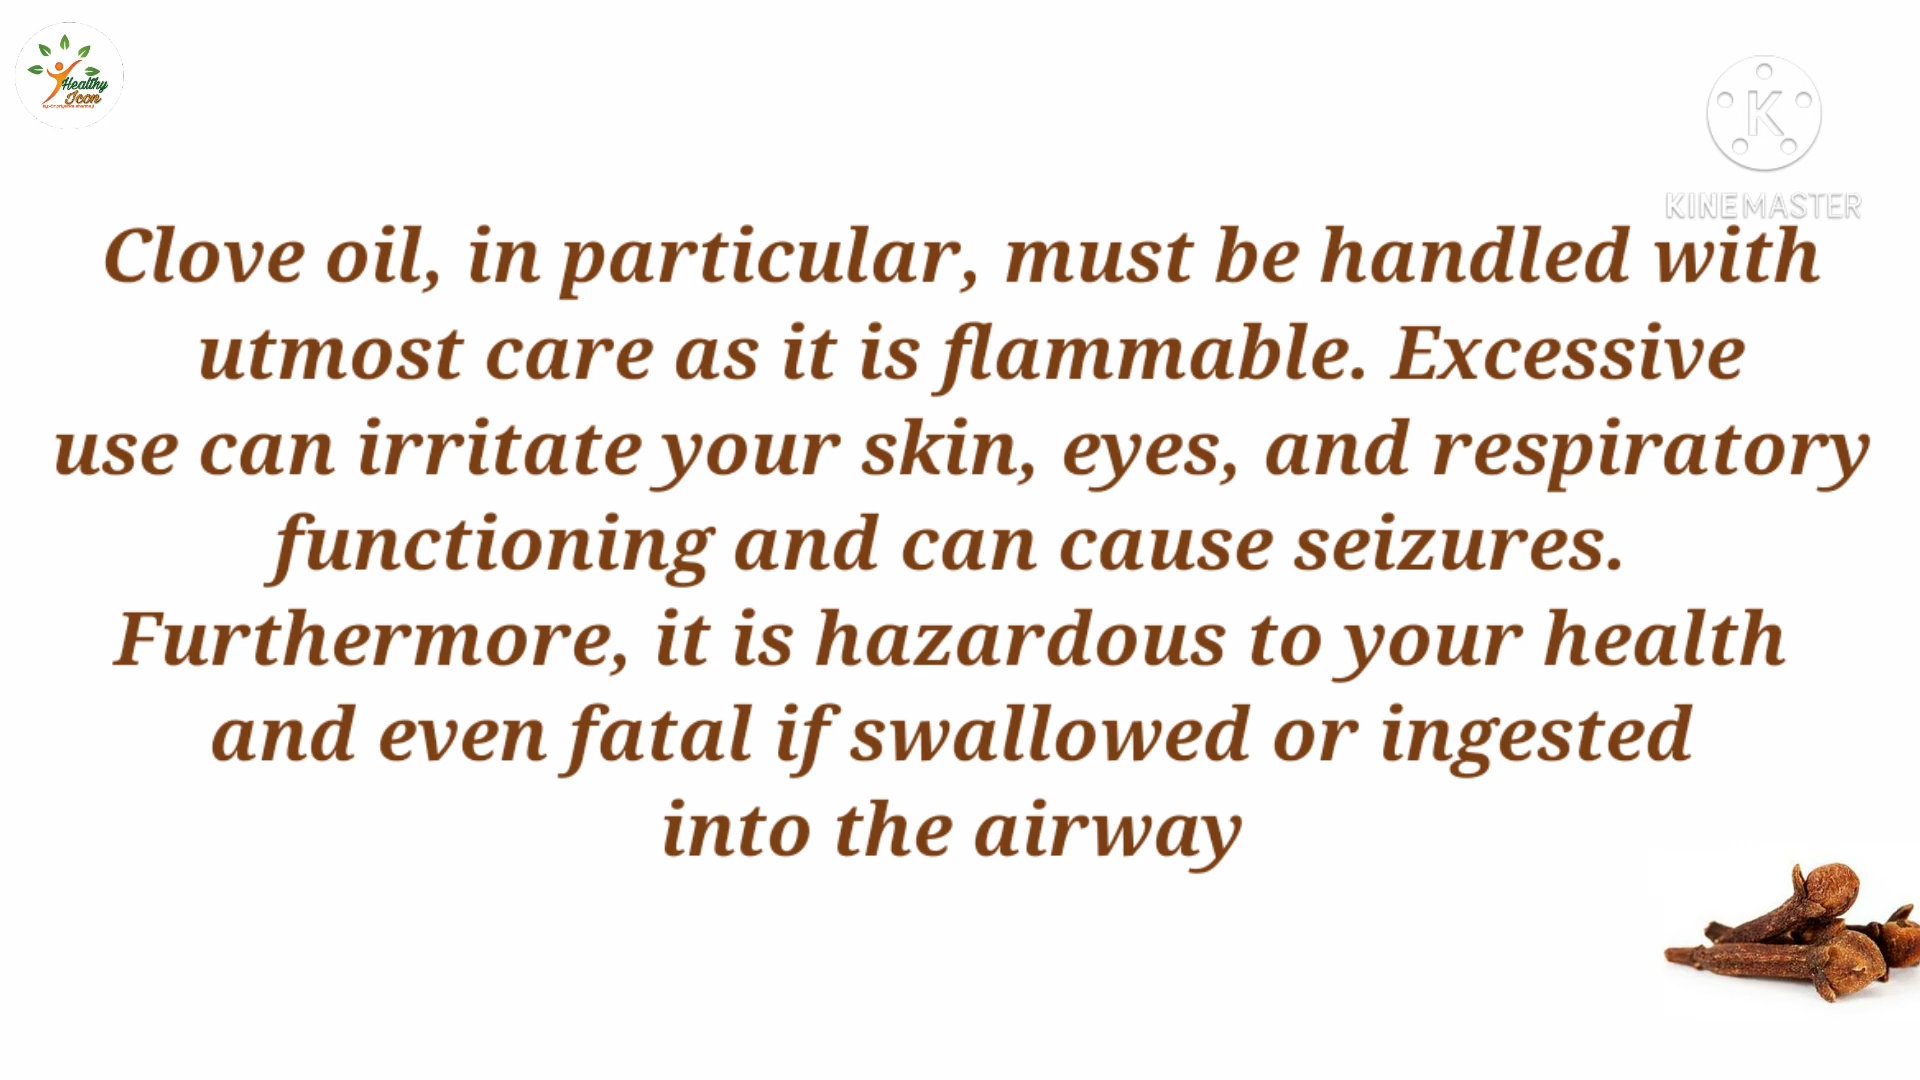 Healthy
Icon
KINEMASTER
Clove oil, in particular, must be handled with
utmost care as it is flammable. Excessive
use can irritate your skin, eyes, and respiratory
functioning and can cause seizures.
Furthermore, it is hazardous to your health
and even fatal if swallowed or ingested
into the airway